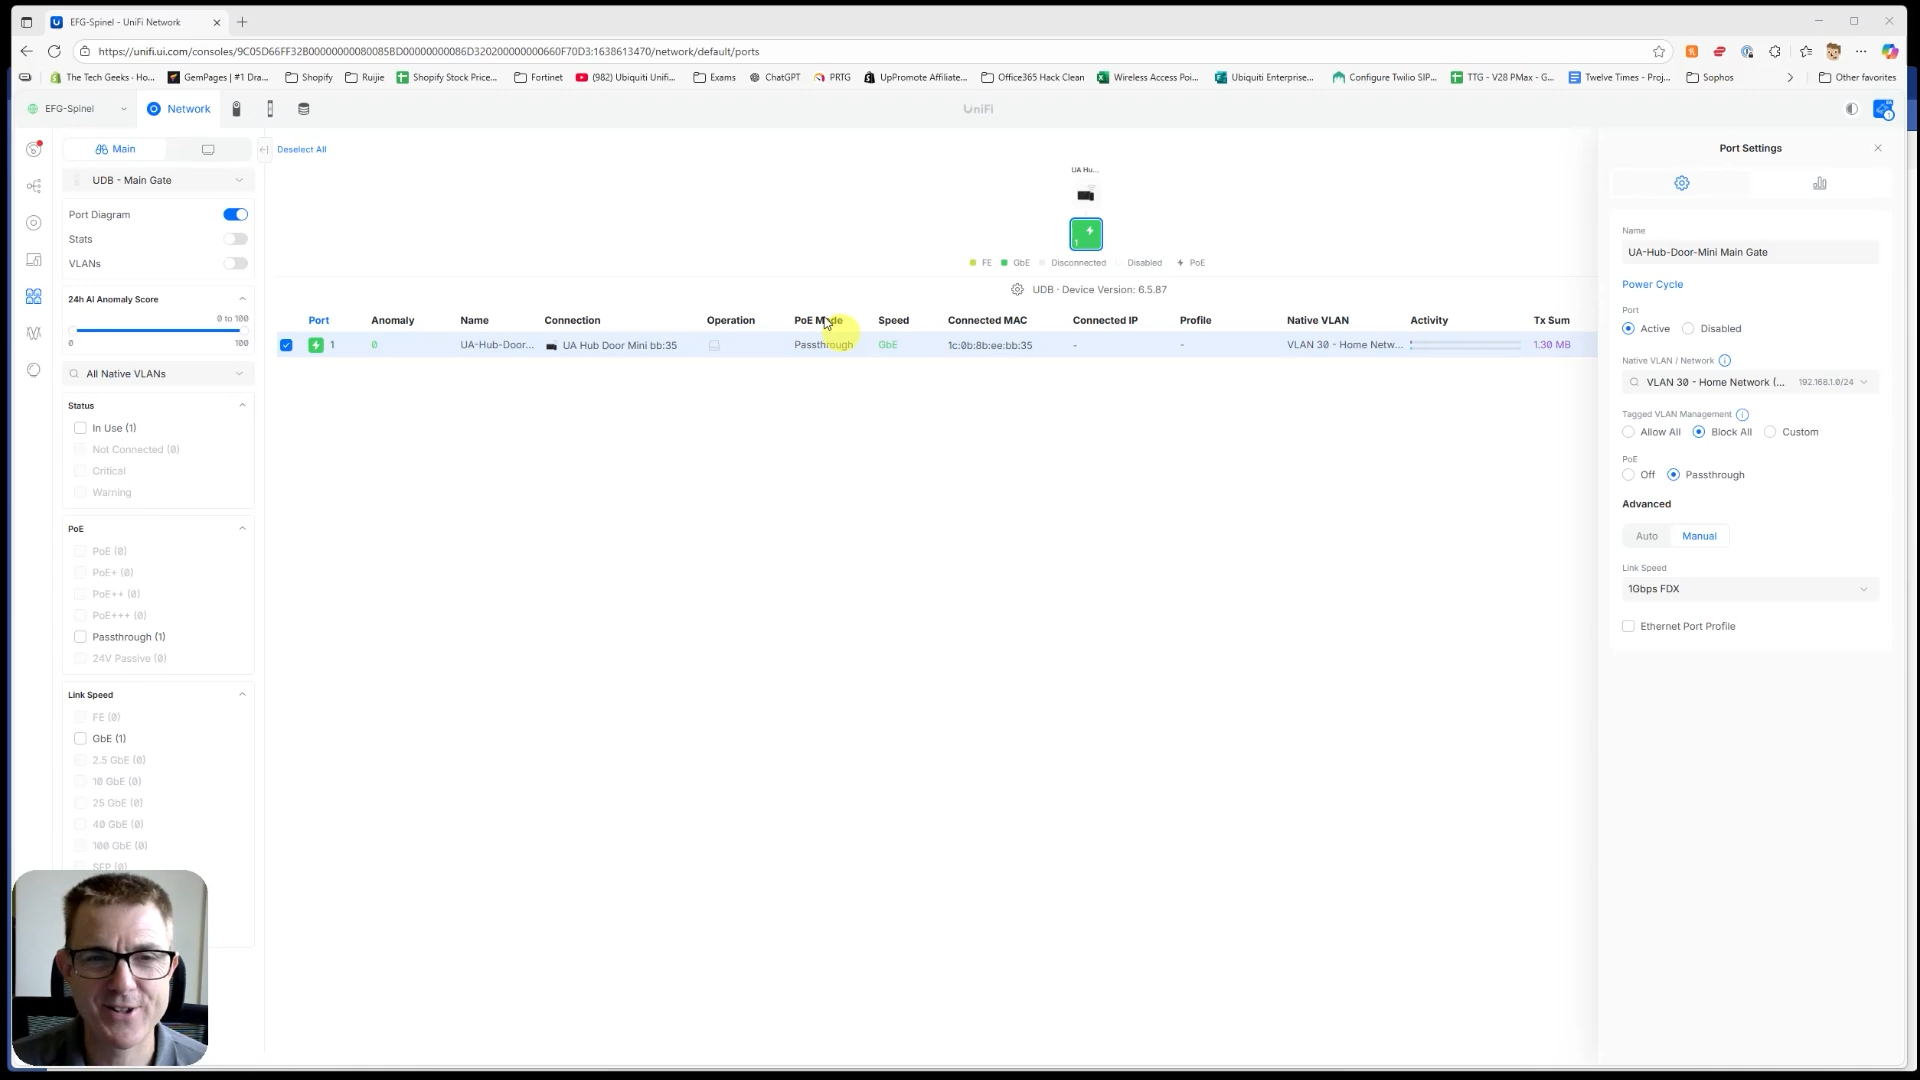 EFG-Spinel - UniFi Network
https://unifi.ui.com/consoles/9C05D66FF32B00000000080085BD00000000086D320200000000660F70D3:1638613470/network/default/ports
The Tech Geeks - Ho...
GemPages | #1 Dra...
Shopify
Ruijie
Shopify Stock Price...
Fortinet
(982) Ubiquiti Unifi...
Exams
ChatGPT
PRTG
UpPromote Affiliate...
Office365 Hack Clean
Wireless Access Poi...
Ubiquiti Enterprise...
Configure Twilio SIP...
TTG - V28 PMax - G...
Twelve Times - Proj...
Sophos
Other favorites
EFG-Spinel
Network
UniFi
Main
Deselect All
UDB - Main Gate
Port Diagram
Stats
VLANs
24h AI Anomaly Score
0 to 100
0 100
All Native VLANs
Status
In Use (1)
Not Connected (0)
Critical
Warning
PoE
PoE (0)
PoE+ (0)
PoE++ (0)
PoE+++ (0)
Passthrough (1)
24V Passive (0)
Link Speed
FE (0)
GbE (1)
2.5 GbE (0)
10 GbE (0)
25 GbE (0)
40 GbE (0)
100 GbE (0)
SFP (0)
UA Hu...
1
FE GbE Disconnected Disabled PoE
UDB · Device Version: 6.5.87
Port Anomaly Name Connection Operation PoE Mode Speed Connected MAC Connected IP Profile Native VLAN Activity Tx Sum
1 0 UA-Hub-Door... UA Hub Door Mini bb:35 Passthrough GbE 1c:0b:8b:ee:bb:35 - - VLAN 30 - Home Netw... 1.30 MB
Port Settings
Name
UA-Hub-Door-Mini Main Gate
Power Cycle
Port
Active Disabled
Native VLAN / Network
VLAN 30 - Home Network (... 192.168.1.0/24
Tagged VLAN Management
Allow All Block All Custom
PoE
Off Passthrough
Advanced
Auto Manual
Link Speed
1Gbps FDX
Ethernet Port Profile